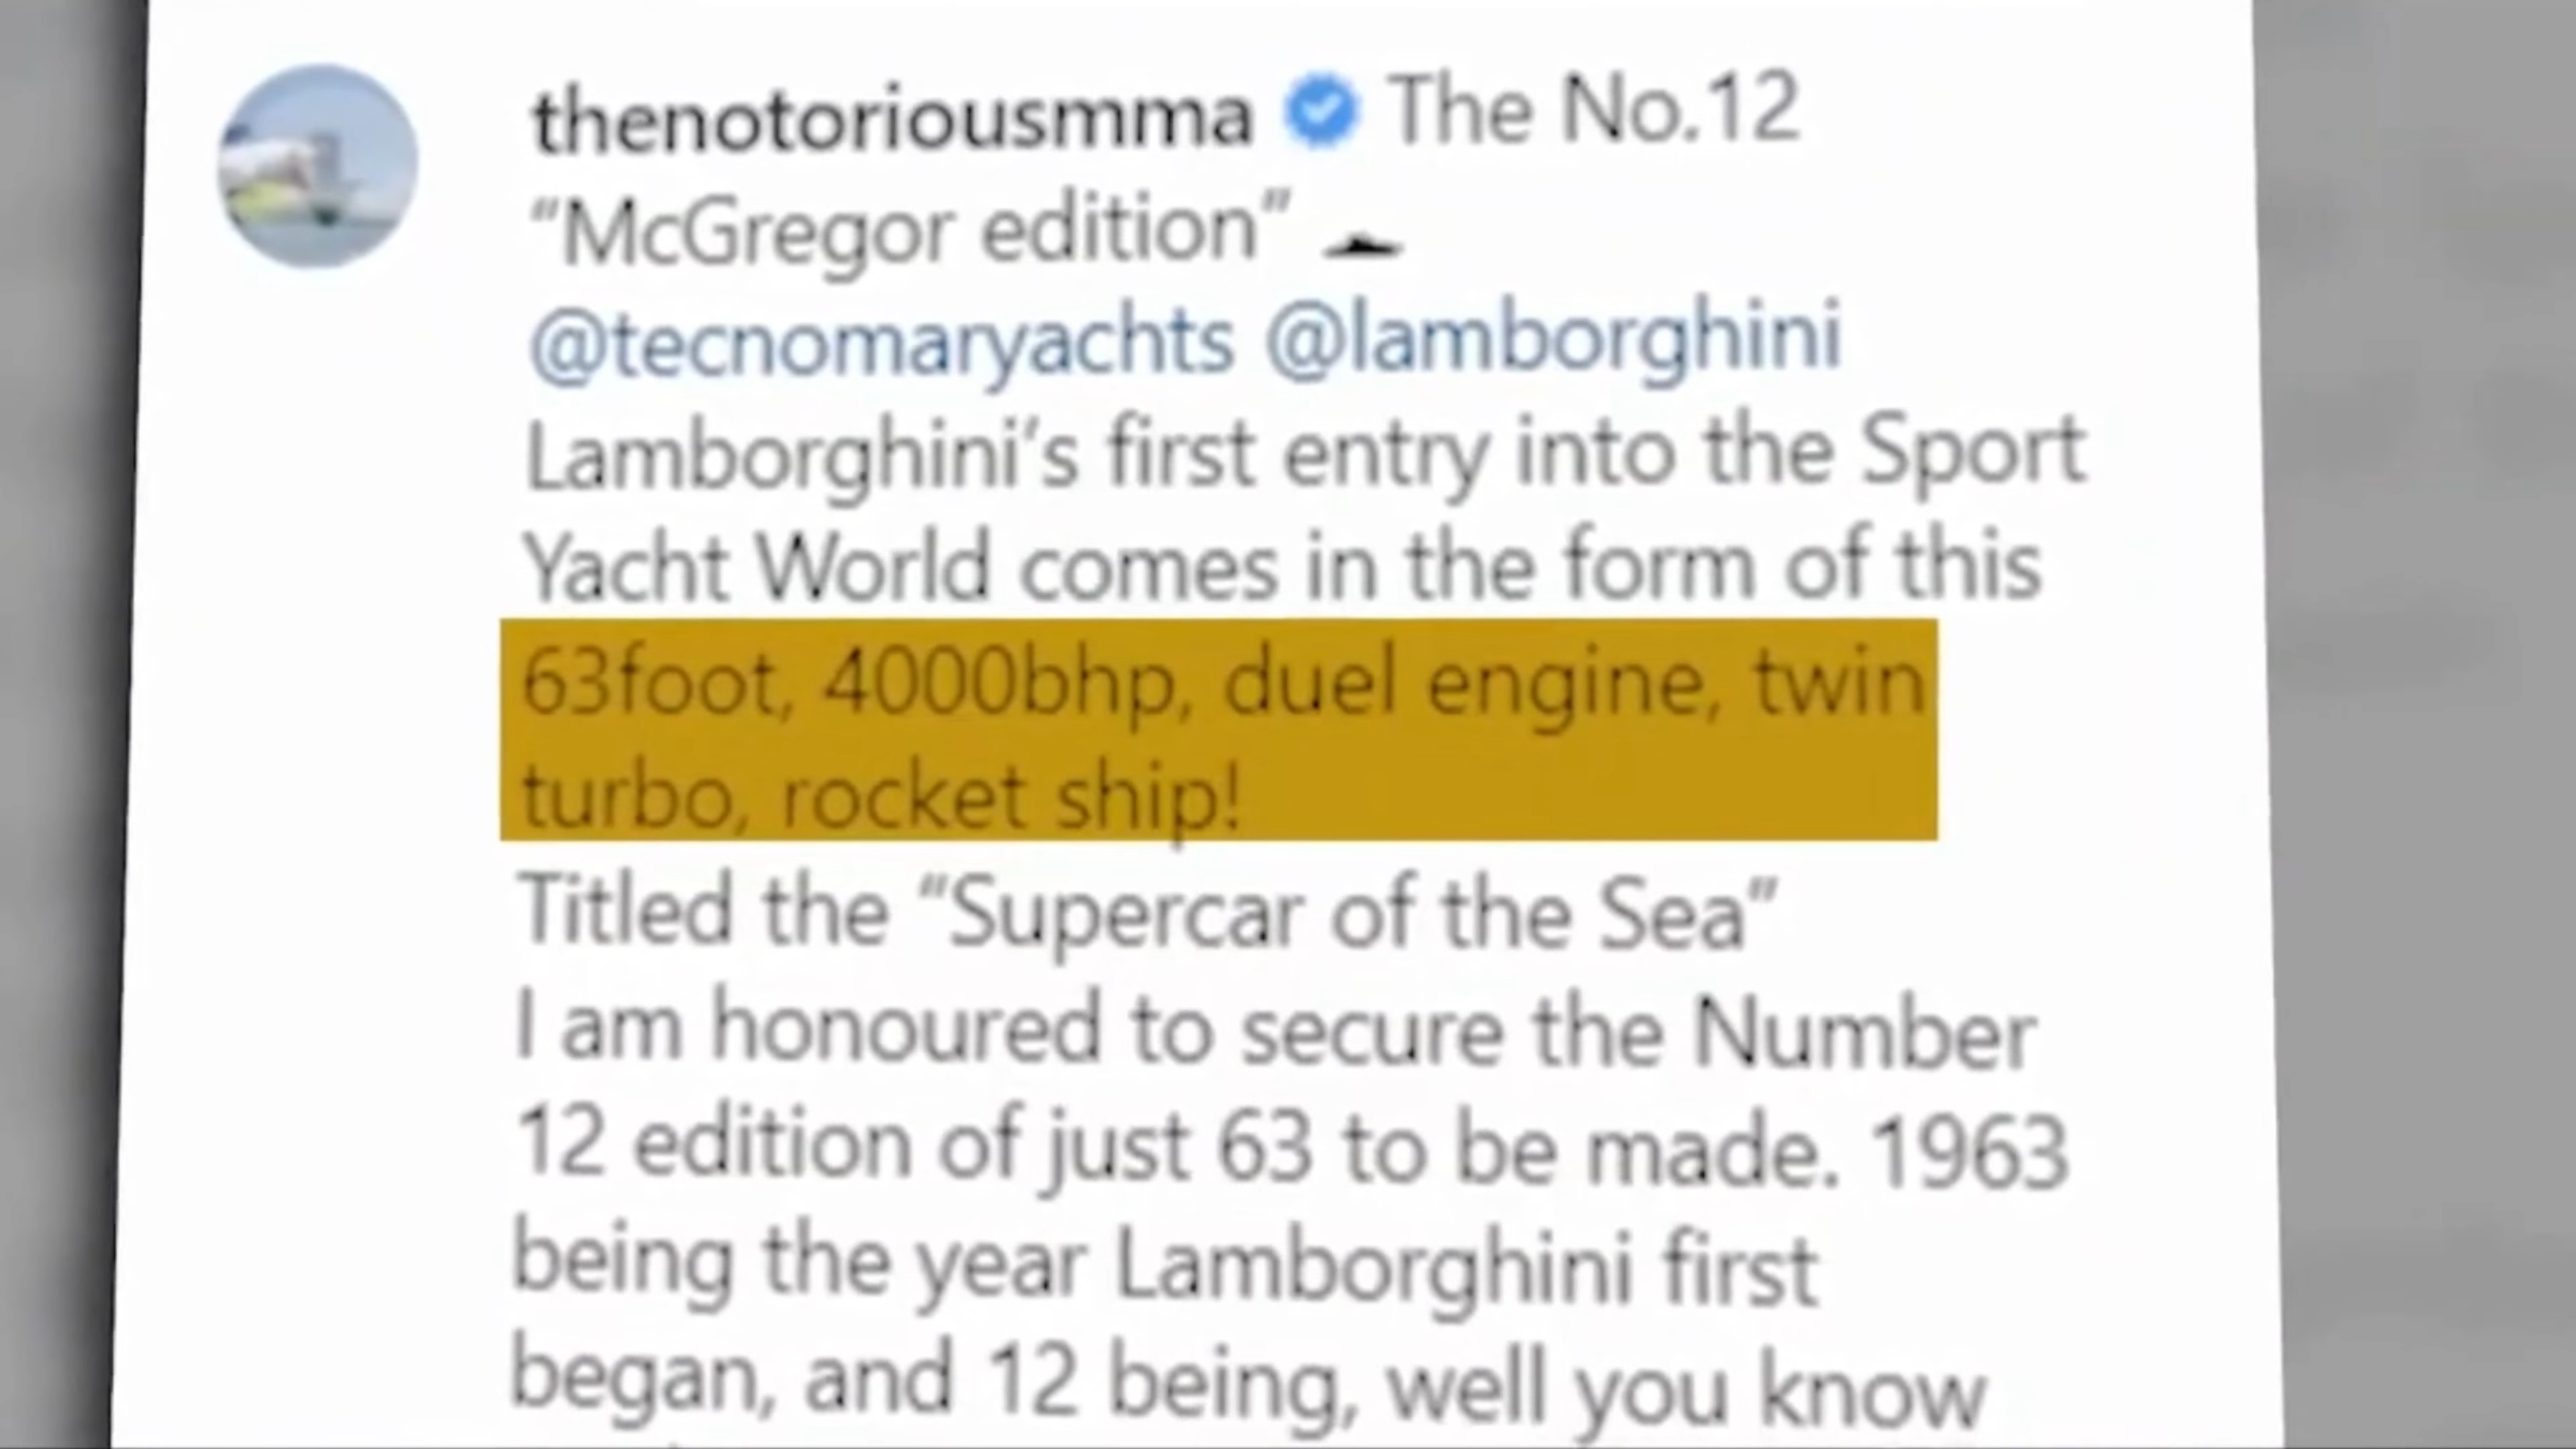 thenotoriousmma The No.12
“McGregor edition”
@tecnomaryachts @lamborghini
Lamborghini’s first entry into the Sport
Yacht World comes in the form of this
63foot, 4000bhp, duel engine, twin
turbo, rocket ship!
Titled the “Supercar of the Sea”
I am honoured to secure the Number
12 edition of just 63 to be made. 1963
being the year Lamborghini first
began, and 12 being, well you know